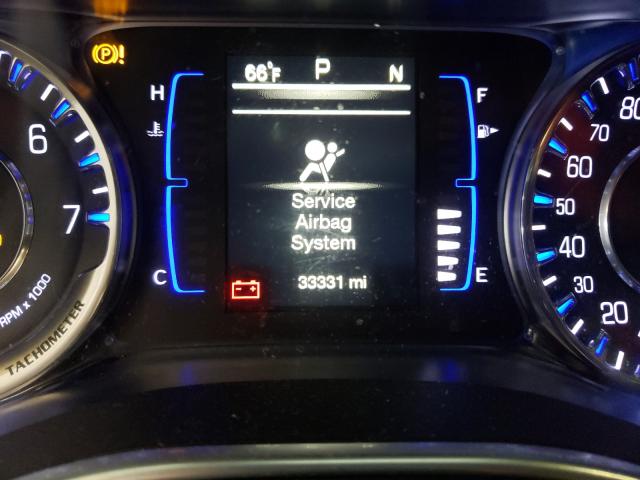 P !
66°F P N
H F
80
70
6
Service
60
50
7
Airbag
40
System
C E
33331 mi
30
20
RPM x 1000
TACHOMETER